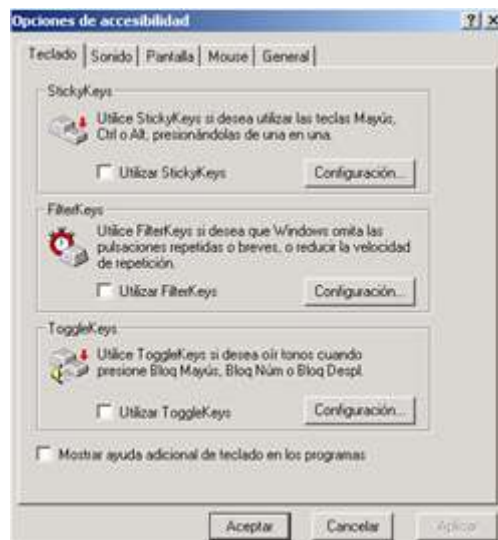 Opciones de accesibilidad
Teclado Sonido Pantalla Mouse General
StickyKeys
Utilice StickyKeys si desea utilizar las teclas Mayús,
Ctrl o Alt, presionándolas de una en una.
Utilizar StickyKeys
Configuración...
FilterKeys
Utilice FilterKeys si desea que Windows omita las
pulsaciones repetidas o breves, o reducir la velocidad
de repetición.
Utilizar FilterKeys
Configuración...
ToggleKeys
Utilice ToggleKeys si desea oír tonos cuando
presione Bloq Mayús, Bloq Núm o Bloq Despl.
Utilizar ToggleKeys
Configuración...
Mostrar ayuda adicional de teclado en los programas
Aceptar Cancelar Aplicar